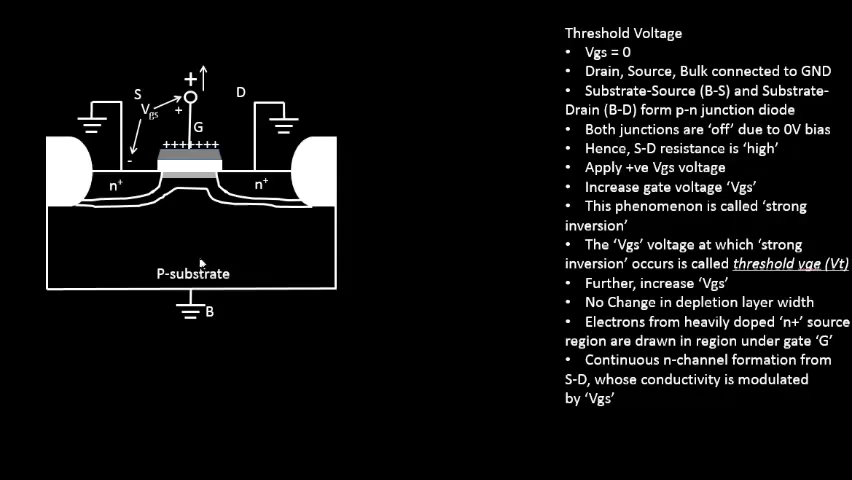 +
S
D
Vgs
+
G
+++++++
-
n+
n+
P-substrate
B
Threshold Voltage
• Vgs = 0
• Drain, Source, Bulk connected to GND
• Substrate-Source (B-S) and Substrate-
Drain (B-D) form p-n junction diode
• Both junctions are ‘off’ due to 0V bias
• Hence, S-D resistance is ‘high’
• Apply +ve Vgs voltage
• Increase gate voltage ‘Vgs’
• This phenomenon is called ‘strong
inversion’
• The ‘Vgs’ voltage at which ‘strong
inversion’ occurs is called threshold vge (Vt)
• Further, increase ‘Vgs’
• No Change in depletion layer width
• Electrons from heavily doped ‘n+’ source
region are drawn in region under gate ‘G’
• Continuous n-channel formation from
S-D, whose conductivity is modulated
by ‘Vgs’